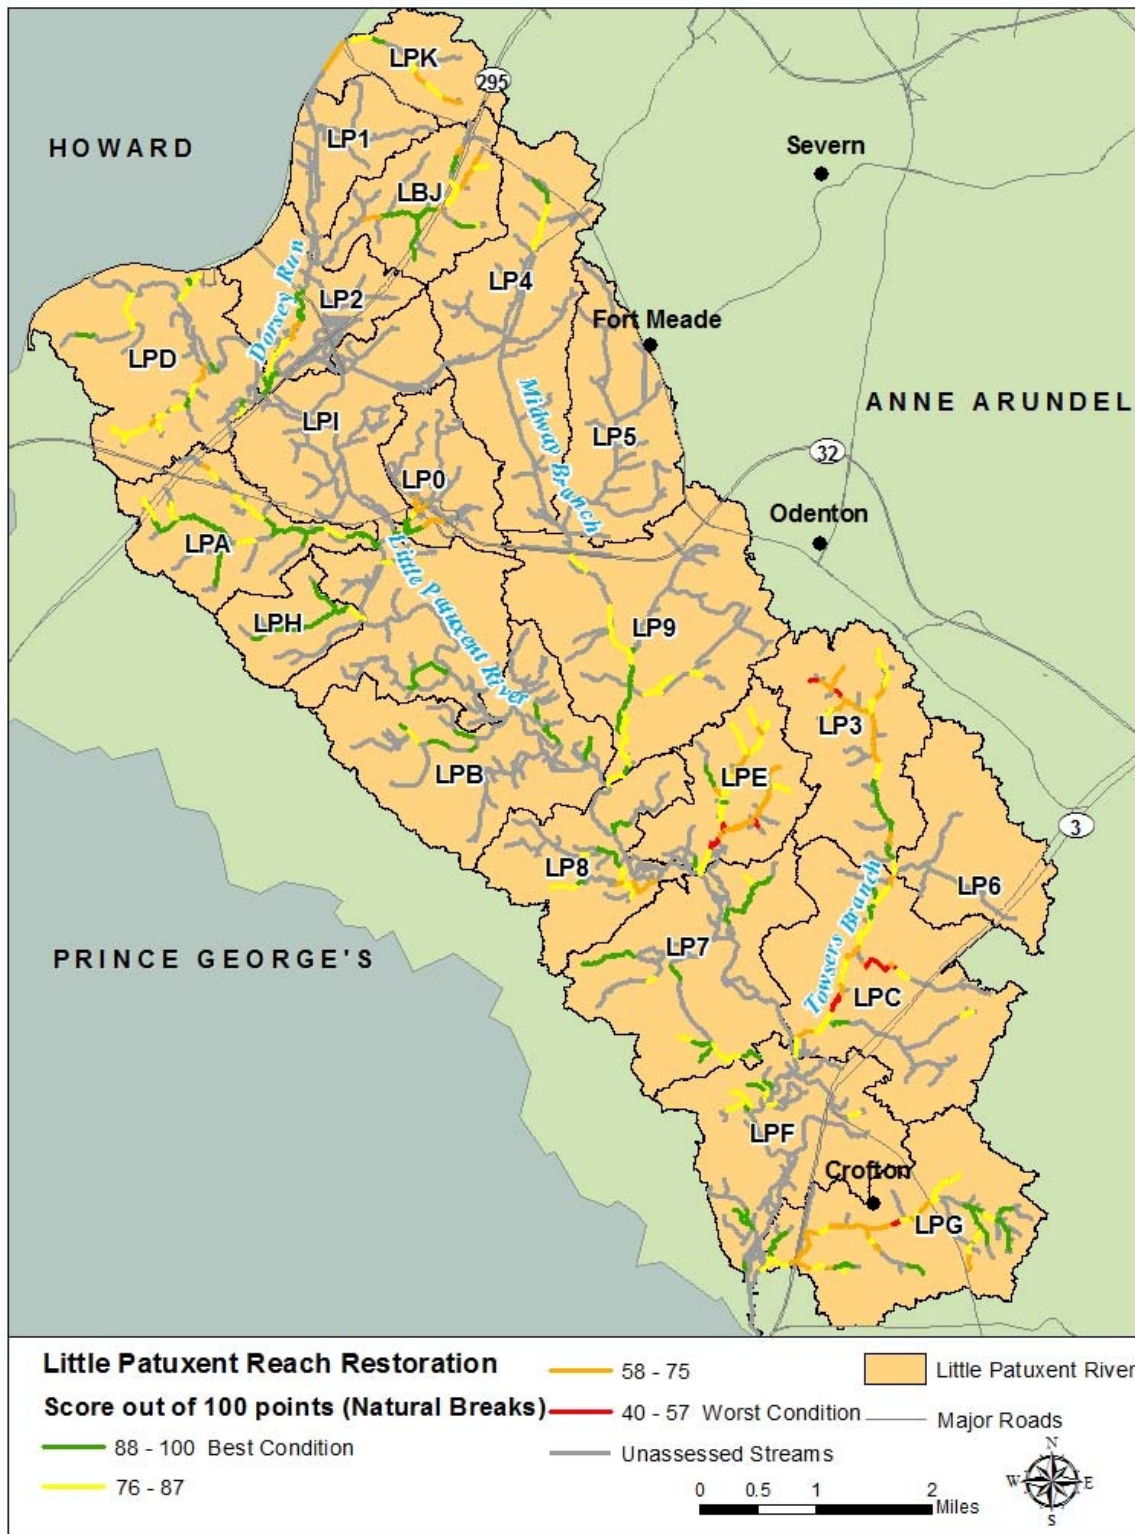 LPK
295
HOWARD
LP1
Severn
LBJ
Dorsey Run
LP4
LP2
Fort Meade
LPD
ANNE ARUNDEL
Midway Branch
LPI
LP5
32
LP0
Odenton
LPA
Little Patuxent River
LPH
LP9
LP3
LPB
LPE
3
LP8
LP6
Towsers Branch
LP7
PRINCE GEORGE'S
LPC
LPF
Crofton
LPG
Little Patuxent Reach Restoration
Score out of 100 points (Natural Breaks)
88 - 100 Best Condition
76 - 87
58 - 75
40 - 57 Worst Condition
Unassessed Streams
Little Patuxent River
Major Roads
0 0.5 1 2
Miles
N
W E
S